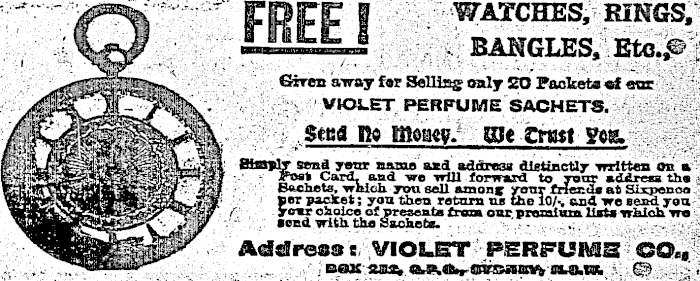 FREE!
WATCHES, RINGS,
BANGLES, Etc.,
Given away for Selling only 20 Packets of our
VIOLET PERFUME SACHETS.
Send No Money. We Trust You.
Simply send your name and address distinctly written on a
Post Card, and we will forward to your address the
Sachets, which you sell among your friends at Sixpence
per packet; you then return us the 10/-, and we send you
your choice of presents from our premium lists which we
send with the Sachets.
Address: VIOLET PERFUME CO.,
BOX 282, G.P.O., SYDNEY, N.S.W.